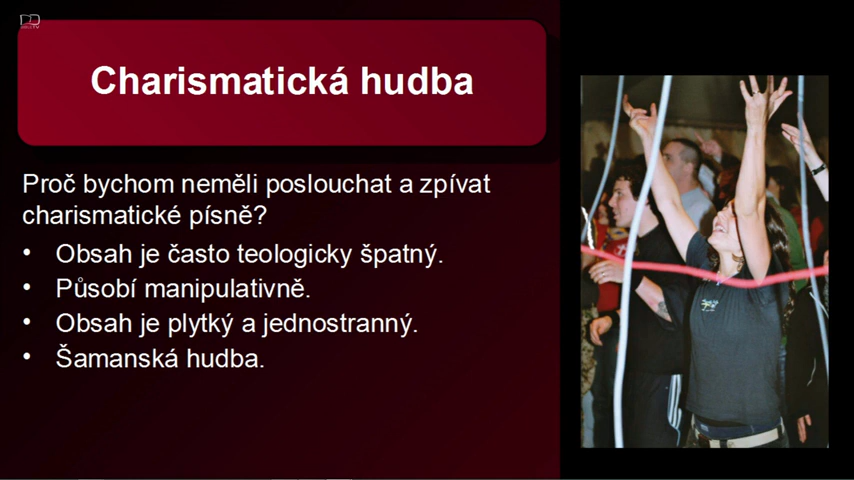 Charismatická hudba
Proč bychom neměli poslouchat a zpívat
charismatické písně?
• Obsah je často teologicky špatný.
• Působí manipulativně.
• Obsah je plytký a jednostranný.
• Šamanská hudba.